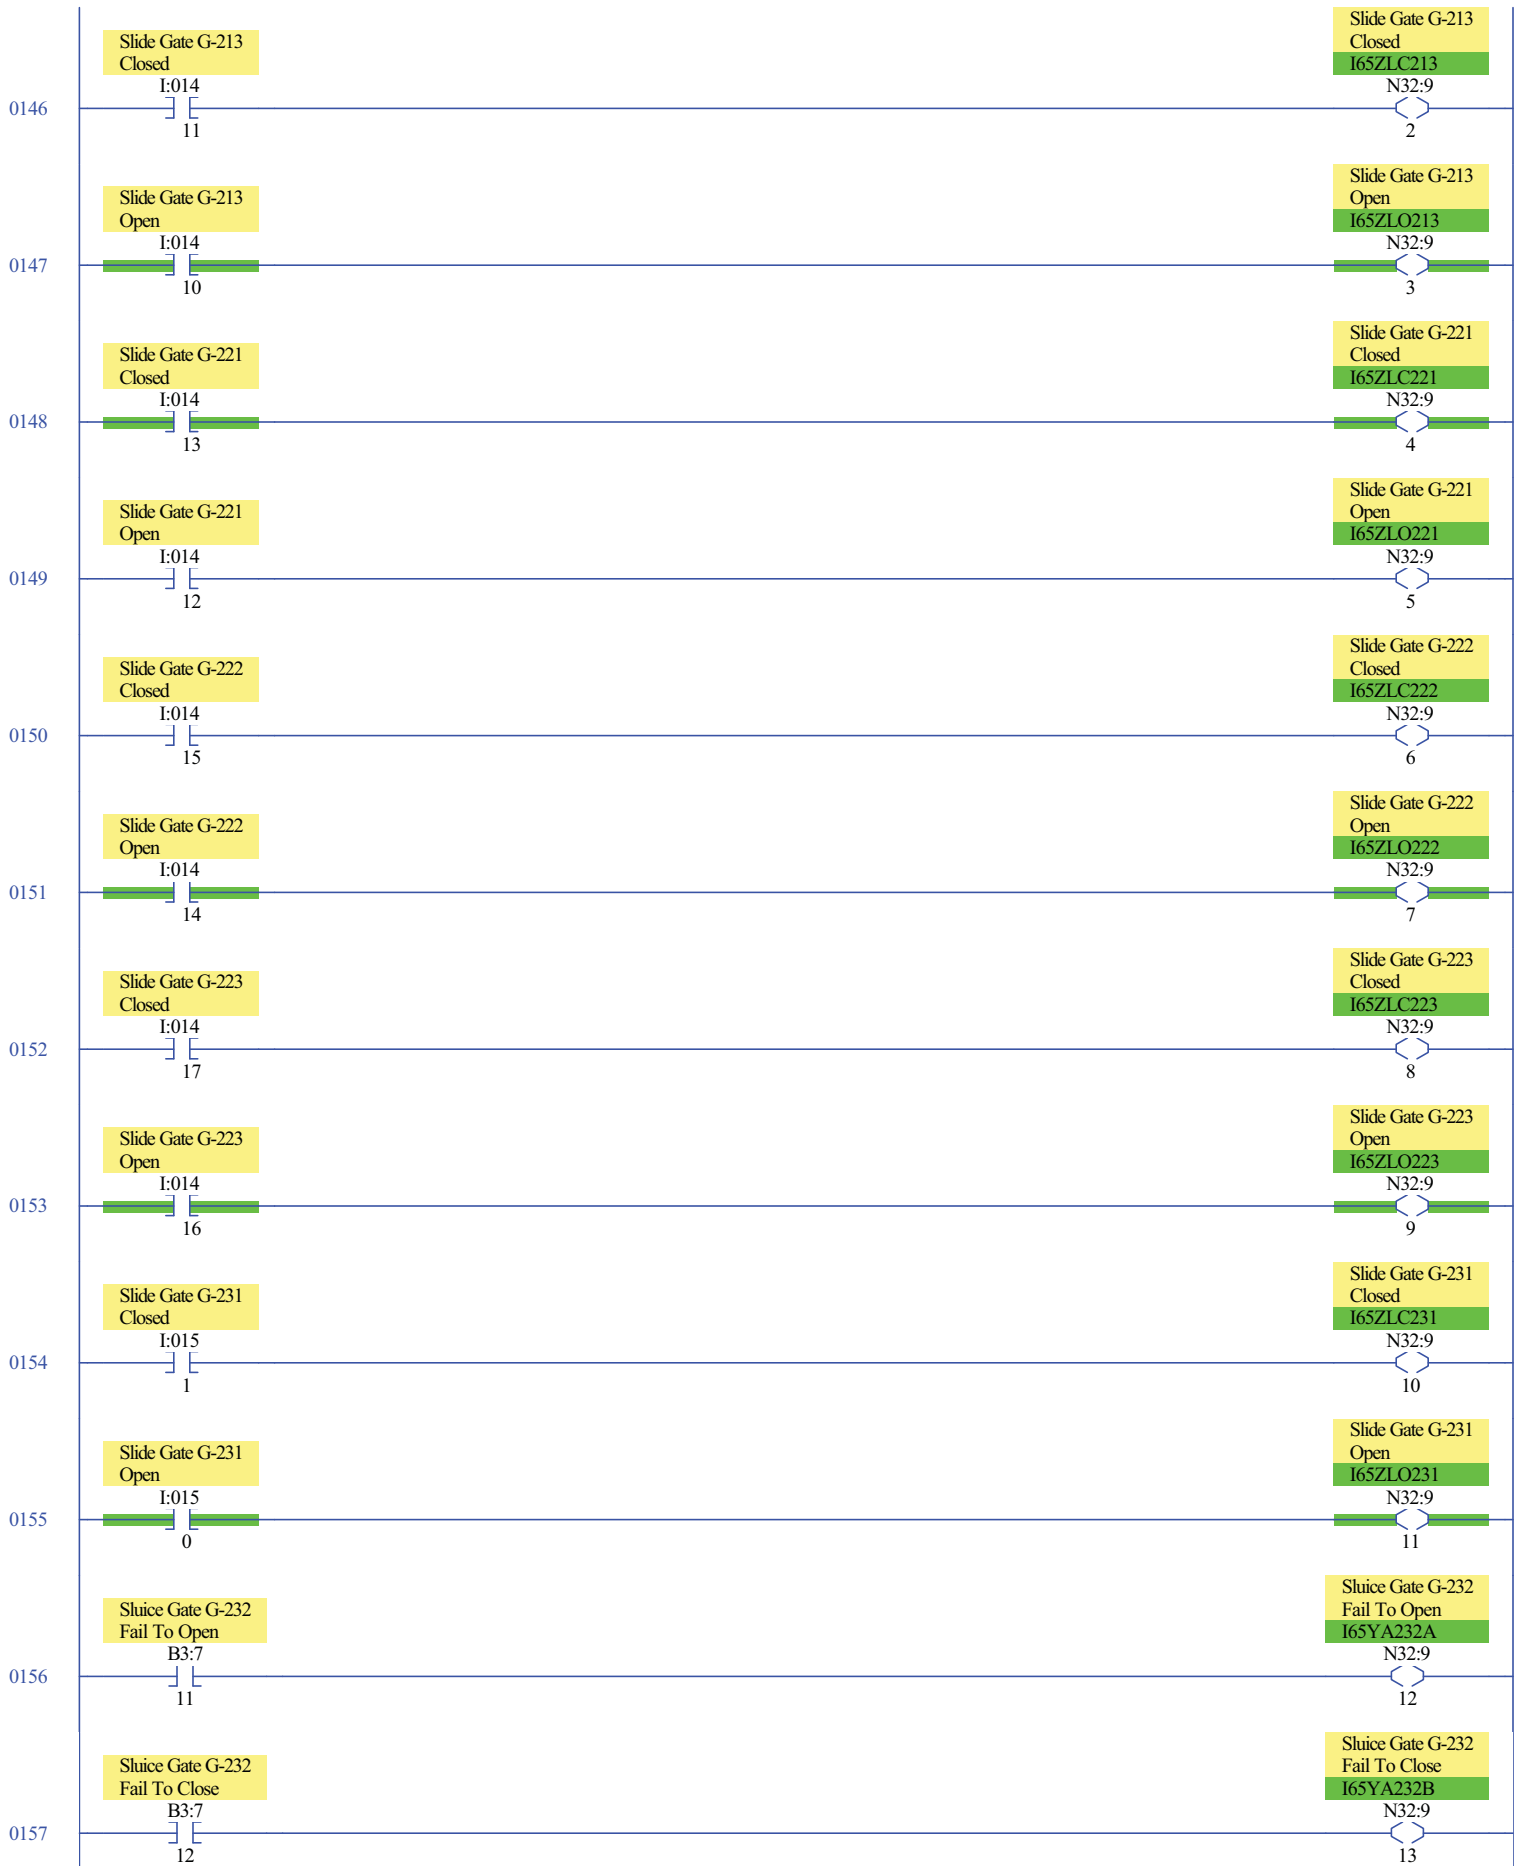 Slide Gate G-213
Closed
I:014
11
Slide Gate G-213
Closed
I65ZLC213
N32:9
2
0146
Slide Gate G-213
Open
I:014
10
Slide Gate G-213
Open
I65ZLO213
N32:9
3
0147
Slide Gate G-221
Closed
I:014
13
Slide Gate G-221
Closed
I65ZLC221
N32:9
4
0148
Slide Gate G-221
Open
I:014
12
Slide Gate G-221
Open
I65ZLO221
N32:9
5
0149
Slide Gate G-222
Closed
I:014
15
Slide Gate G-222
Closed
I65ZLC222
N32:9
6
0150
Slide Gate G-222
Open
I:014
14
Slide Gate G-222
Open
I65ZLO222
N32:9
7
0151
Slide Gate G-223
Closed
I:014
17
Slide Gate G-223
Closed
I65ZLC223
N32:9
8
0152
Slide Gate G-223
Open
I:014
16
Slide Gate G-223
Open
I65ZLO223
N32:9
9
0153
Slide Gate G-231
Closed
I:015
1
Slide Gate G-231
Closed
I65ZLC231
N32:9
10
0154
Slide Gate G-231
Open
I:015
0
Slide Gate G-231
Open
I65ZLO231
N32:9
11
0155
Sluice Gate G-232
Fail To Open
B3:7
11
Sluice Gate G-232
Fail To Open
I65YA232A
N32:9
12
0156
Sluice Gate G-232
Fail To Close
B3:7
12
Sluice Gate G-232
Fail To Close
I65YA232B
N32:9
13
0157